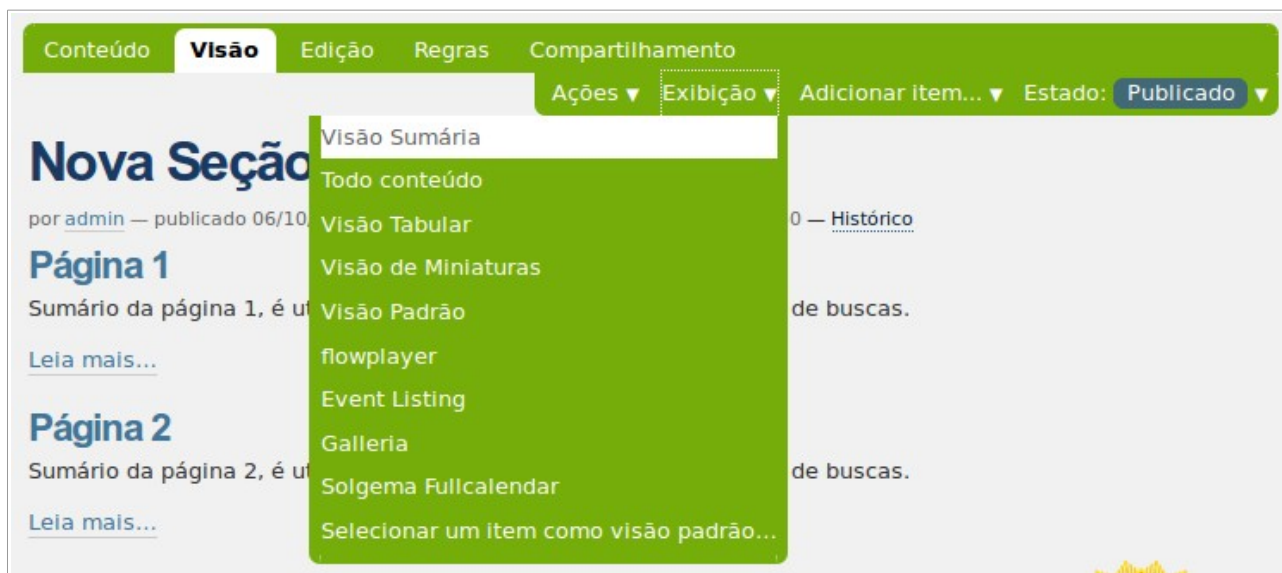 Conteúdo Visão Edição Regras Compartilhamento
Ações ▼ Exibição ▼ Adicionar item... ▼ Estado: Publicado ▼
Nova Seção
por admin — publicado 06/10, 0 — Histórico
Página 1
Sumário da página 1, é ut de buscas.
Leia mais...
Página 2
Sumário da página 2, é ut de buscas.
Leia mais...
Visão Sumária
Todo conteúdo
Visão Tabular
Visão de Miniaturas
Visão Padrão
flowplayer
Event Listing
Galleria
Solgema Fullcalendar
Selecionar um item como visão padrão...